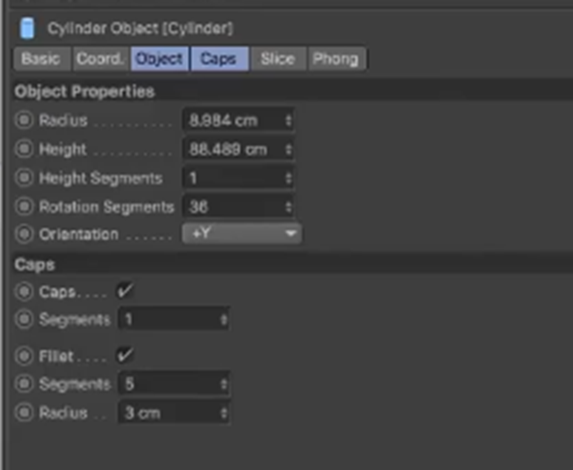 Cylinder Object [Cylinder]
Basic Coord. Object Caps Slice Phong
Object Properties
Radius .......... 8.984 cm
Height .......... 88.489 cm
Height Segments 1
Rotation Segments 36
Orientation ...... +Y
Caps
Caps.... ✓
Segments 1
Fillet.... ✓
Segments 5
Radius .. 3 cm